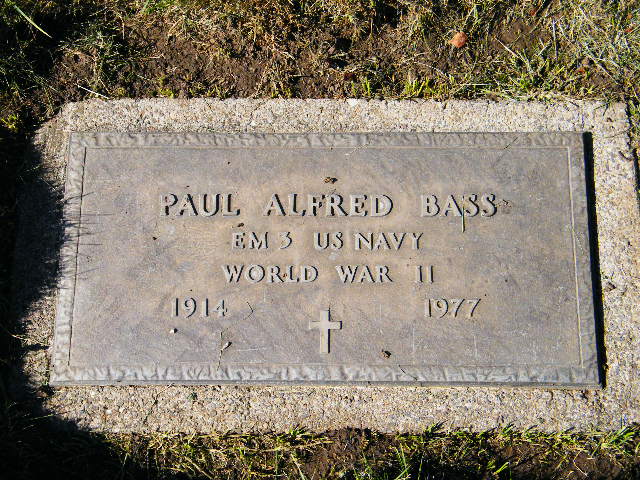 PAUL ALFRED BASS
EM 3 US NAVY
WORLD WAR II
1914 1977